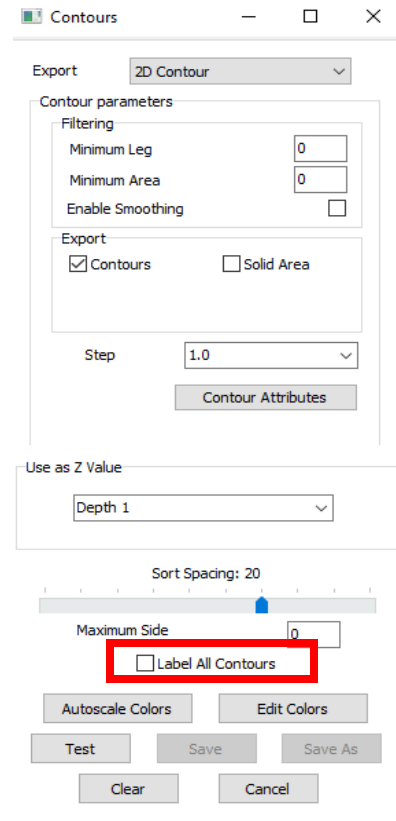 Contours
Export 2D Contour
Contour parameters
Filtering
Minimum Leg 0
Minimum Area 0
Enable Smoothing
Export
Contours Solid Area
Step 1.0
Contour Attributes
Use as Z Value
Depth 1
Sort Spacing: 20
Maximum Side 0
Label All Contours
Autoscale Colors Edit Colors
Test Save Save As
Clear Cancel